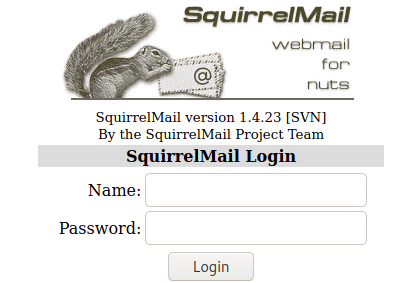 SquirrelMail
webmail
for
nuts
@
SquirrelMail version 1.4.23 [SVN]
By the SquirrelMail Project Team
SquirrelMail Login
Name:
Password:
Login